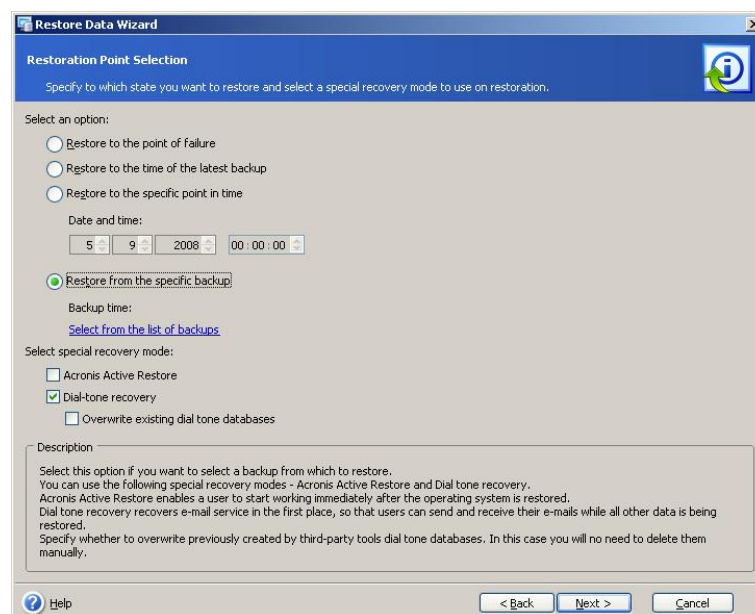 Restore Data Wizard
Restoration Point Selection
Specify to which state you want to restore and select a special recovery mode to use on restoration.
Select an option:
Restore to the point of failure
Restore to the time of the latest backup
Restore to the specific point in time
Date and time:
5 9 2008 00:00:00
Restore from the specific backup
Backup time:
Select from the list of backups
Select special recovery mode:
Acronis Active Restore
Dial-tone recovery
Overwrite existing dial tone databases
Description
Select this option if you want to select a backup from which to restore.
You can use the following special recovery modes - Acronis Active Restore and Dial tone recovery.
Acronis Active Restore enables a user to start working immediately after the operating system is restored.
Dial tone recovery recovers e-mail service in the first place, so that users can send and receive their e-mails while all other data is being
restored.
Specify whether to overwrite previously created by third-party tools dial tone databases. In this case you will no need to delete them
manually.
Help
< Back
Next >
Cancel